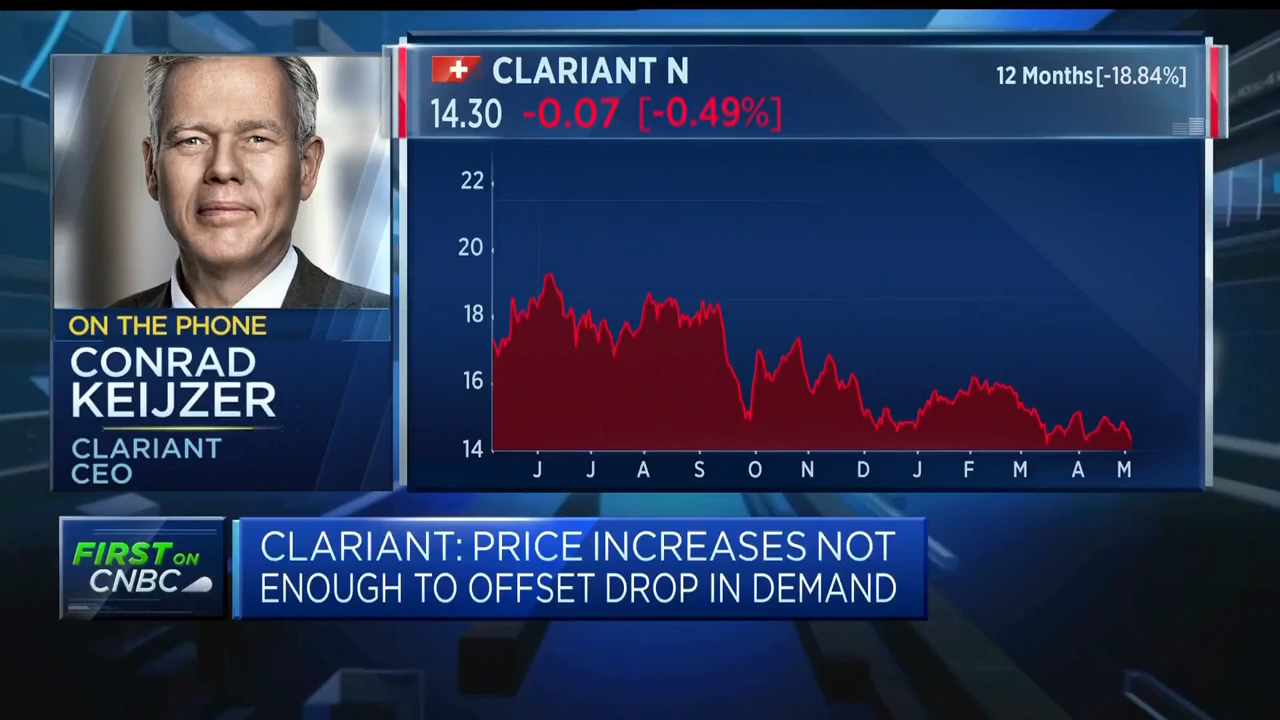 CLARIANT N
12 Months[-18.84%]
14.30 -0.07 [-0.49%]
22
20
18
16
14
J J A S O N D J F M A M
ON THE PHONE
CONRAD
KEIJZER
CLARIANT
CEO
FIRST ON
CNBC
CLARIANT: PRICE INCREASES NOT
ENOUGH TO OFFSET DROP IN DEMAND